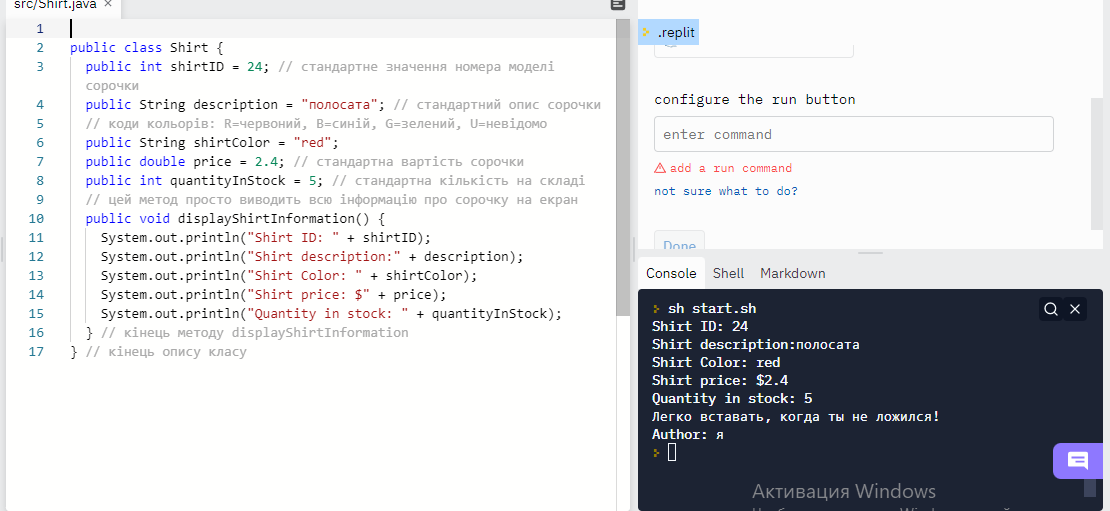 src/Shirt.java ×
1
2 public class Shirt {
3 public int shirtID = 24; // стандартне значення номера моделі
сорочки
4 public String description = "полосата"; // стандартний опис сорочки
5 // коди кольорів: R=червоний, B=синій, G=зелений, U=невідомо
6 public String shirtColor = "red";
7 public double price = 2.4; // стандартна вартість сорочки
8 public int quantityInStock = 5; // стандартна кількість на складі
9 // цей метод просто виводить всю інформацію про сорочку на екран
10 public void displayShirtInformation() {
11 System.out.println("Shirt ID: " + shirtID);
12 System.out.println("Shirt description:" + description);
13 System.out.println("Shirt Color: " + shirtColor);
14 System.out.println("Shirt price: $" + price);
15 System.out.println("Quantity in stock: " + quantityInStock);
16 } // кінець методу displayShirtInformation
17 } // кінець опису класу
.replit
configure the run button
enter command
add a run command
not sure what to do?
Done
Console Shell Markdown
sh start.sh
Shirt ID: 24
Shirt description:полосата
Shirt Color: red
Shirt price: $2.4
Quantity in stock: 5
Легко вставать, когда ты не ложился!
Author: я
Активация Windows